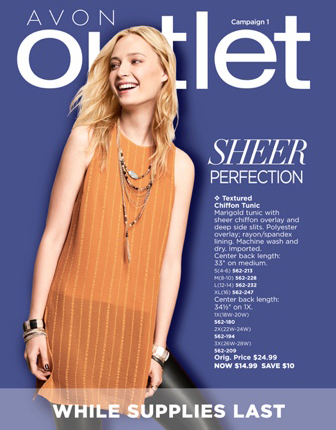 AVON
Campaign 1
outlet
SHEER
PERFECTION
❖ Textured
Chiffon Tunic
Marigold tunic with
sheer chiffon overlay and
deep side slits. Polyester
overlay; rayon/spandex
lining. Machine wash and
dry. Imported.
Center back length:
33" on medium.
S(4-6) 562-213
M(8-10) 562-228
L(12-14) 562-232
XL(16) 562-247
Center back length:
34½" on 1X.
1X(18W-20W)
562-180
2X(22W-24W)
562-194
3X(26W-28W)
562-209
Orig. Price $24.99
NOW $14.99 SAVE $10
WHILE SUPPLIES LAST